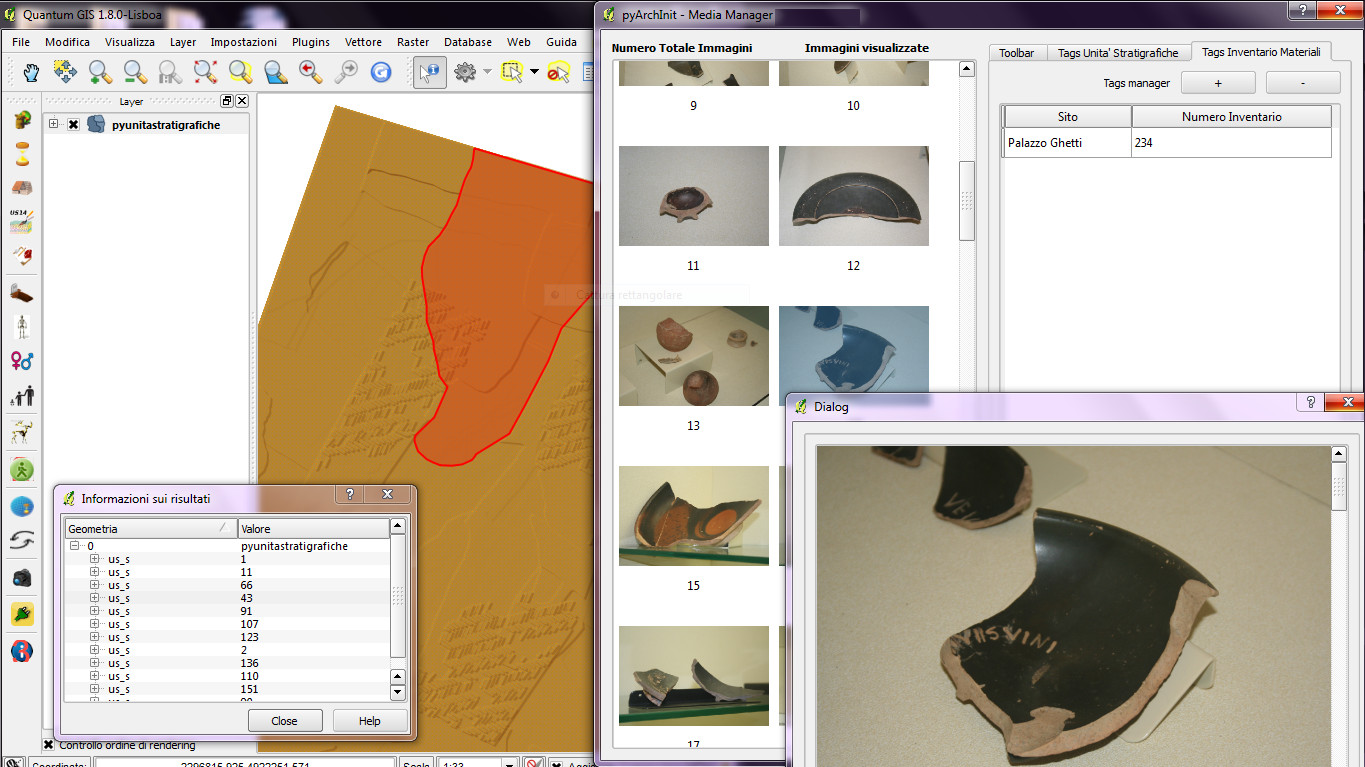 Quantum GIS 1.8.0-Lisboa
File Modifica Visualizza Layer Impostazioni Plugins Vettore Raster Database Web Guida
Layer
pyunitastratigrafiche
US14
Controllo ordine di rendering
Coordinate: 2296815.925,4922251.571 Scala 1:33
Informazioni sui risultati
Geometria Valore
0 pyunitastratigrafiche
us_s 1
us_s 11
us_s 66
us_s 43
us_s 91
us_s 107
us_s 123
us_s 2
us_s 136
us_s 110
us_s 151
Close Help
pyArchInit - Media Manager
Numero Totale Immagini Immagini visualizzate
9 10
11 12
Cattura rettangolare
13
15
17
Toolbar Tags Unita' Stratigrafiche Tags Inventario Materiali
Tags manager + -
Sito Numero Inventario
Palazzo Ghetti 234
Dialog